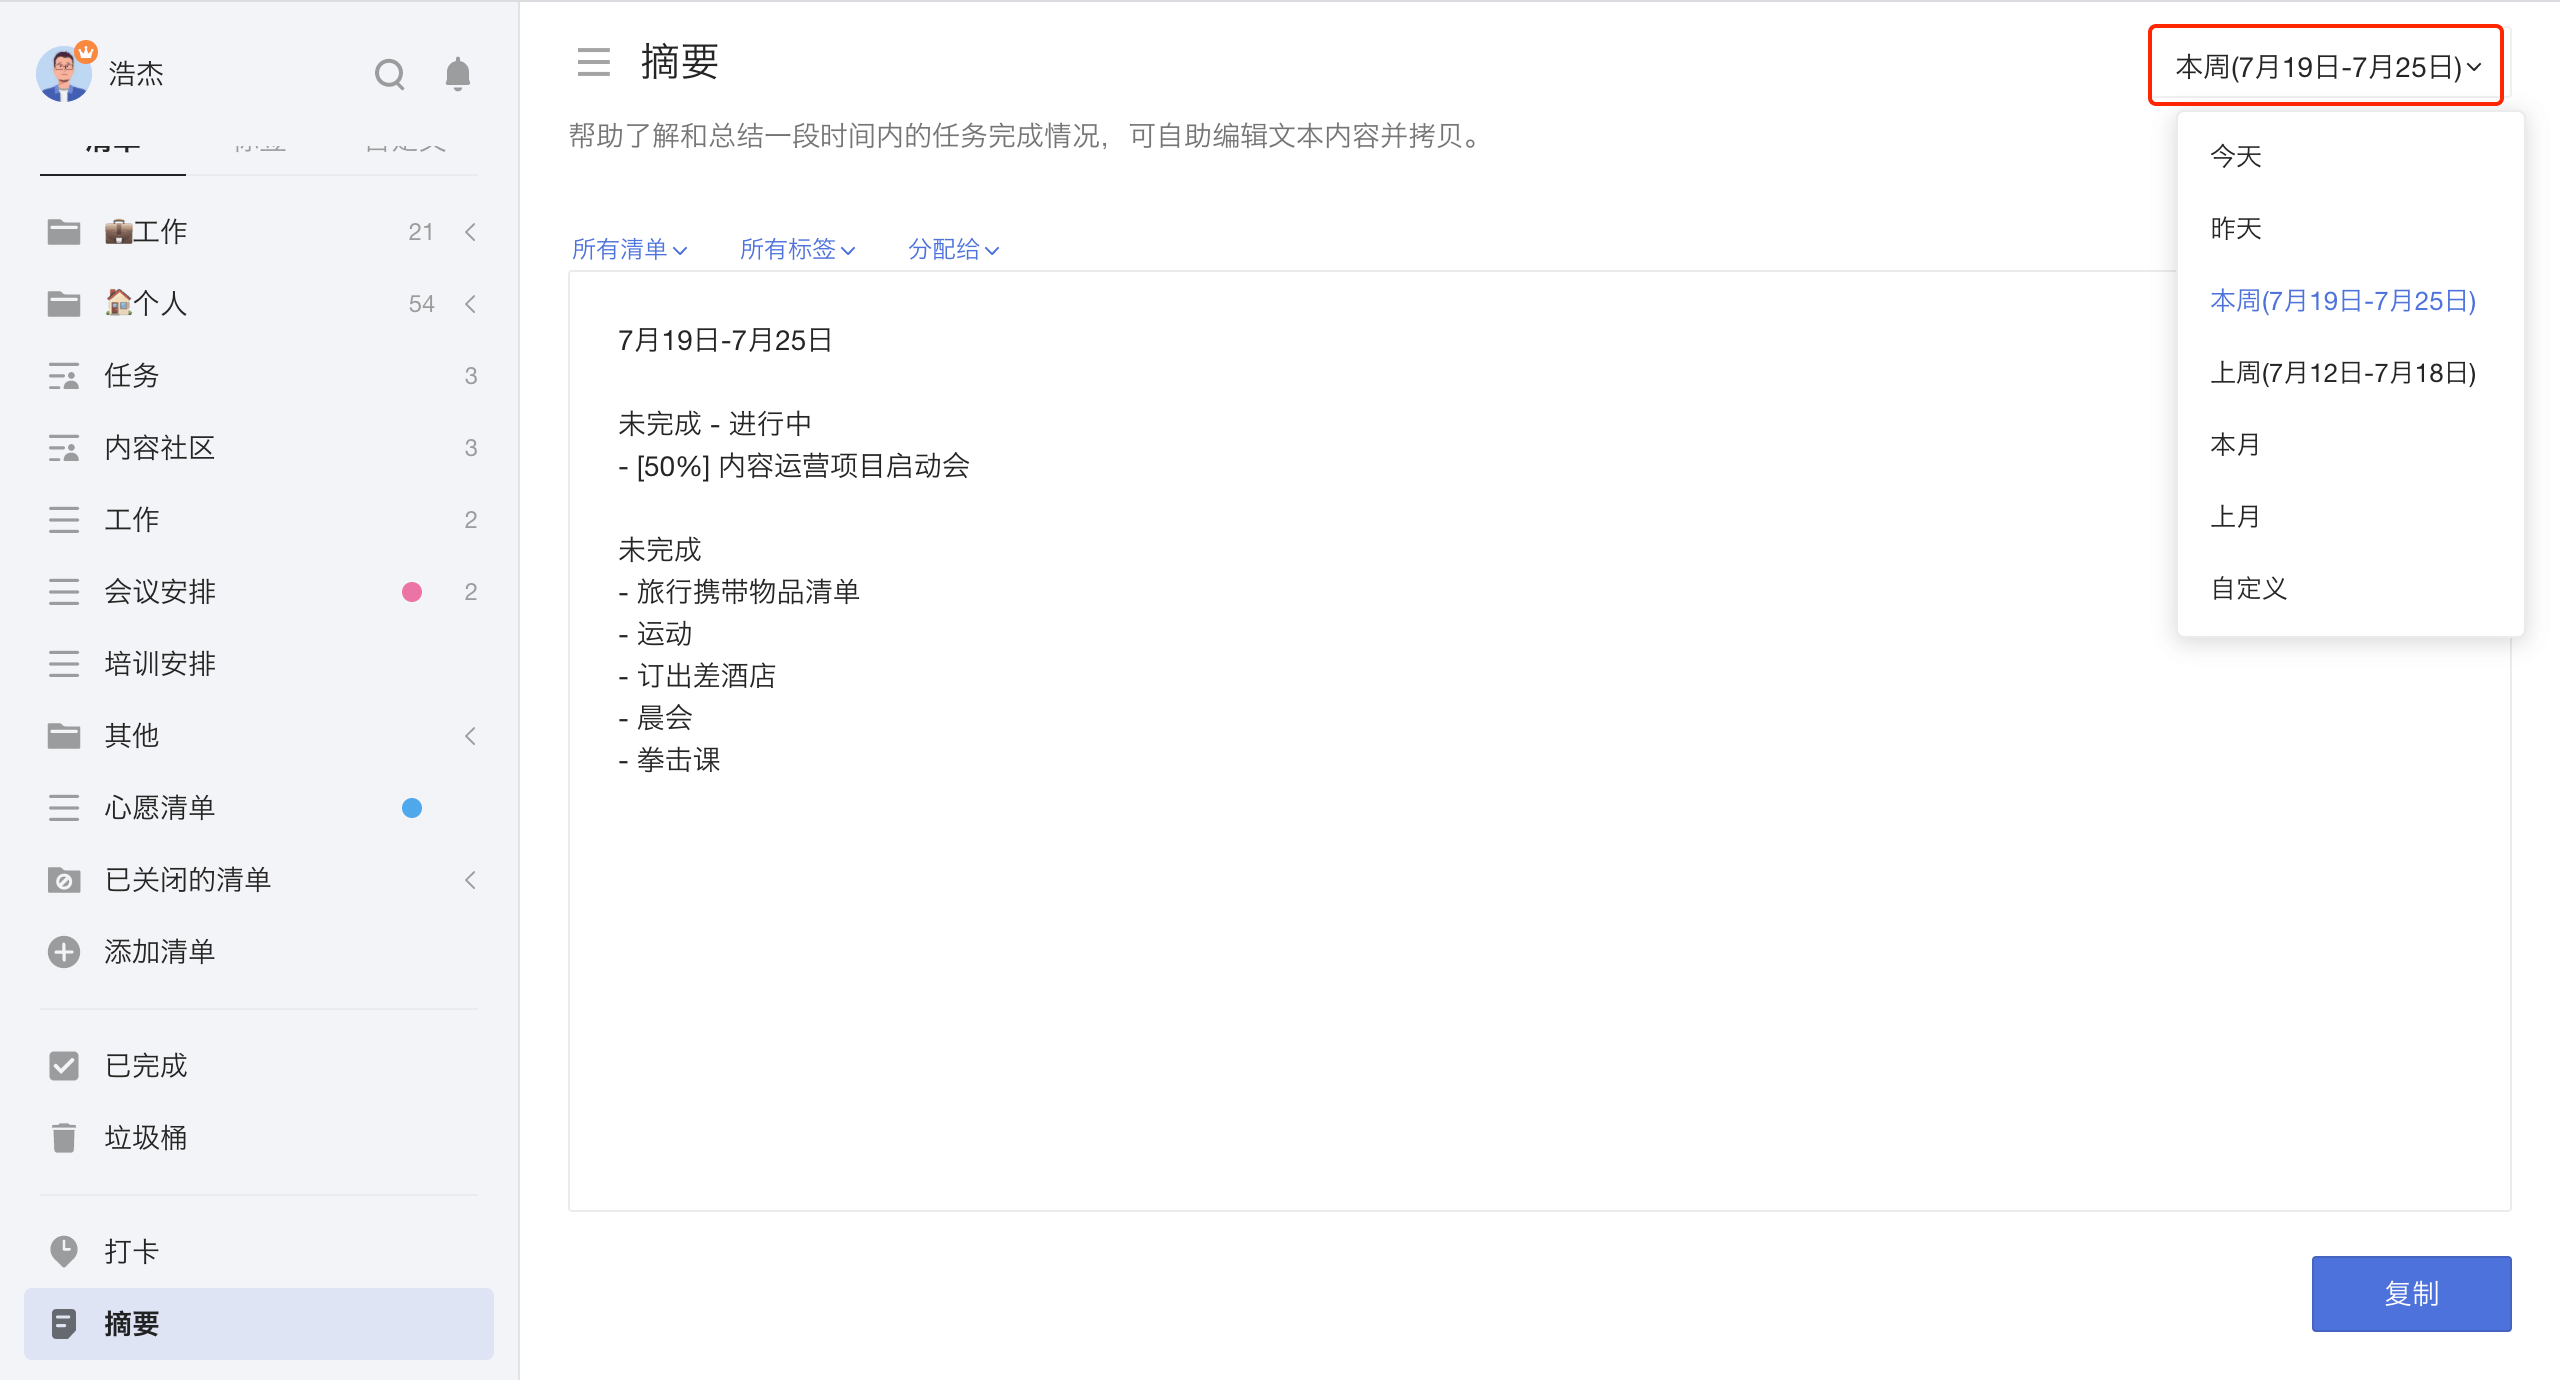 浩杰
清单 标签 自定义
工作 21
个人 54
任务 3
内容社区 3
工作 2
会议安排 2
培训安排
其他
心愿清单
已关闭的清单
添加清单
已完成
垃圾桶
打卡
摘要
摘要
本周(7月19日-7月25日)
帮助了解和总结一段时间内的任务完成情况，可自助编辑文本内容并拷贝。
所有清单 所有标签 分配给
7月19日-7月25日
未完成 - 进行中
- [50%] 内容运营项目启动会
未完成
- 旅行携带物品清单
- 运动
- 订出差酒店
- 晨会
- 拳击课
今天
昨天
本周(7月19日-7月25日)
上周(7月12日-7月18日)
本月
上月
自定义
复制